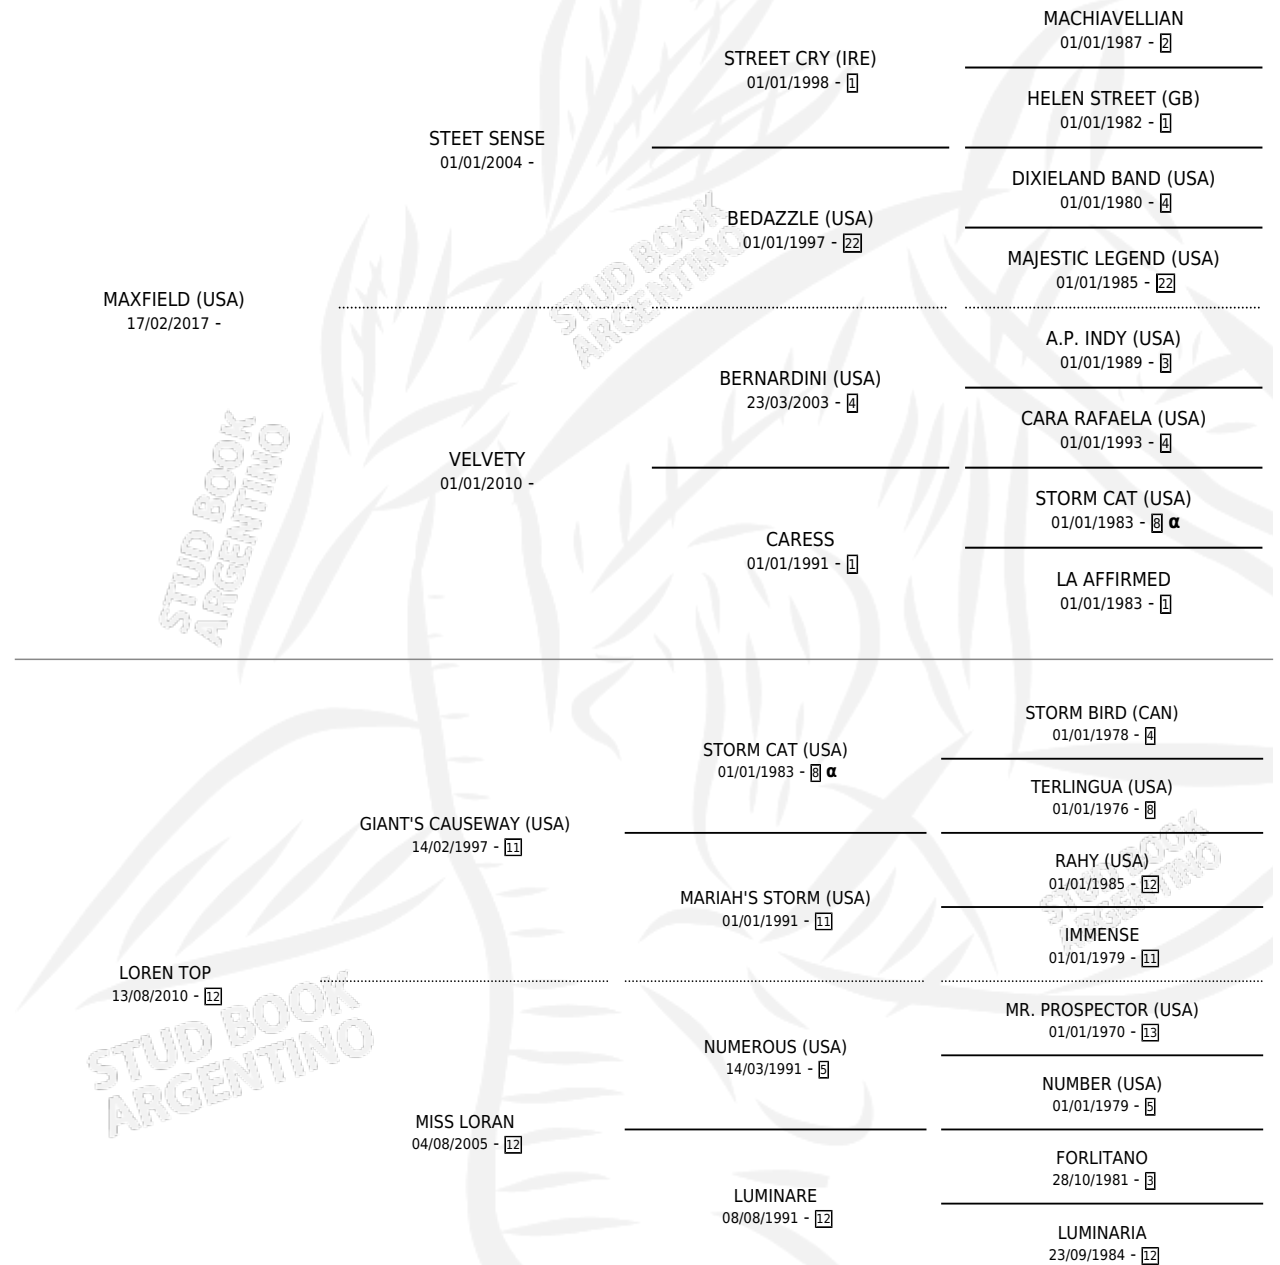 MACHIAVELLIAN
01/01/1987 - 2
STREET CRY (IRE)
01/01/1998 - 1
HELEN STREET (GB)
01/01/1982 - 1
STEET SENSE
01/01/2004 -
DIXIELAND BAND (USA)
01/01/1980 - 4
BEDAZZLE (USA)
01/01/1997 - 22
MAJESTIC LEGEND (USA)
01/01/1985 - 22
MAXFIELD (USA)
17/02/2017 -
A.P. INDY (USA)
01/01/1989 - 3
BERNARDINI (USA)
23/03/2003 - 4
CARA RAFAELA (USA)
01/01/1993 - 4
VELVETY
01/01/2010 -
STORM CAT (USA)
01/01/1983 - 8 α
CARESS
01/01/1991 - 1
LA AFFIRMED
01/01/1983 - 1
STORM BIRD (CAN)
01/01/1978 - 4
STORM CAT (USA)
01/01/1983 - 8 α
TERLINGUA (USA)
01/01/1976 - 8
GIANT'S CAUSEWAY (USA)
14/02/1997 - 11
RAHY (USA)
01/01/1985 - 12
MARIAH'S STORM (USA)
01/01/1991 - 11
IMMENSE
01/01/1979 - 11
LOREN TOP
13/08/2010 - 12
MR. PROSPECTOR (USA)
01/01/1970 - 13
NUMEROUS (USA)
14/03/1991 - 5
NUMBER (USA)
01/01/1979 - 5
MISS LORAN
04/08/2005 - 12
FORLITANO
28/10/1981 - 3
LUMINARE
08/08/1991 - 12
LUMINARIA
23/09/1984 - 12
STUD BOOK
ARGENTINO
STUD BOOK
ARGENTINO
STUD BOOK
ARGENTINO
STUD BOOK
ARGENTINO